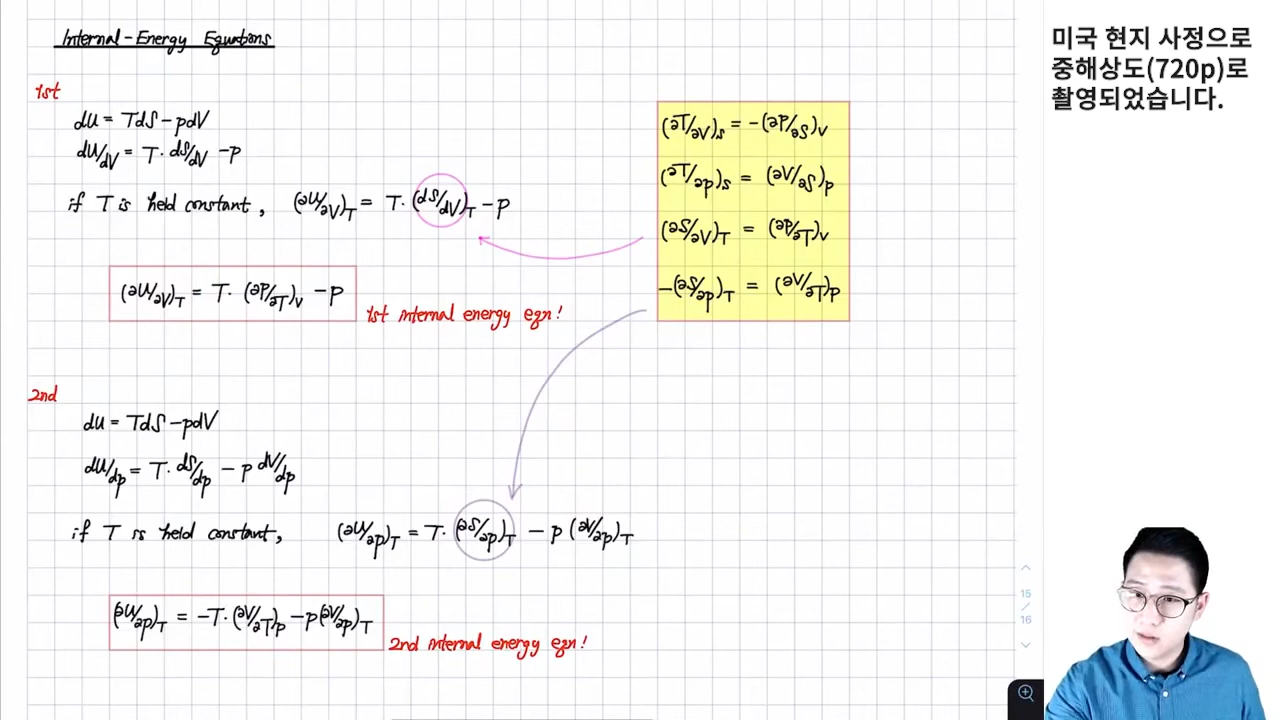 Internal-Energy Equations
1st
dU = TdS - pdV
dU/dV = T· dS/dV - p
if T is held constant, (∂U/∂V)T = T· (dS/dV)T - p
(∂U/∂V)T = T· (∂P/∂T)V - p
1st internal energy eqn!
(∂T/∂V)S = -(∂P/∂S)V
(∂T/∂p)S = (∂V/∂S)p
(∂S/∂V)T = (∂P/∂T)V
-(∂S/∂p)T = (∂V/∂T)p
2nd
dU = TdS - pdV
dU/dp = T· dS/dp - p dV/dp
if T is held constant, (∂U/∂p)T = T· (∂S/∂p)T - p (∂V/∂p)T
(∂U/∂p)T = -T· (∂V/∂T)p - p(∂V/∂p)T
2nd internal energy eqn!
미국 현지 사정으로
중해상도(720p)로
촬영되었습니다.
15
/
16